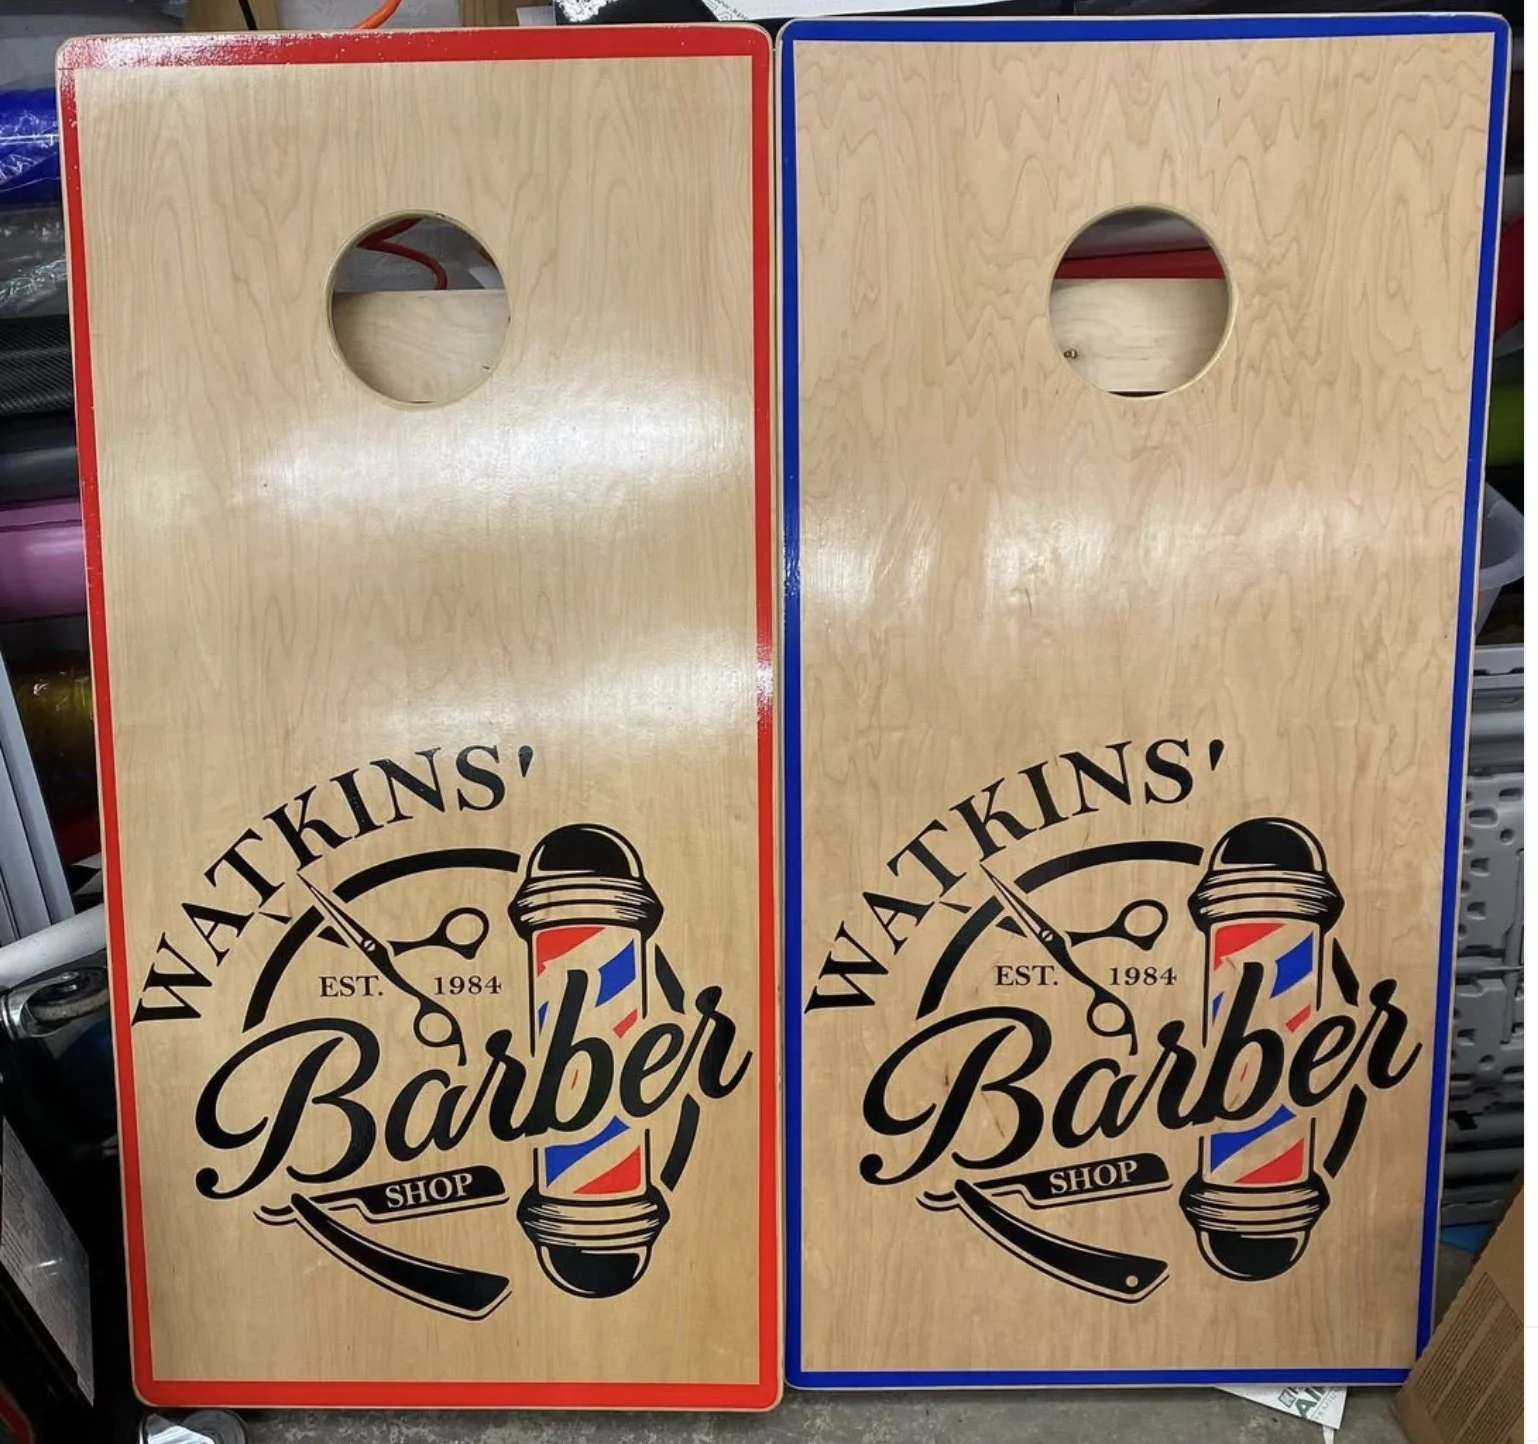 WATKINS'
EST. 1984
Barber
SHOP
WATKINS'
EST. 1984
Barber
SHOP